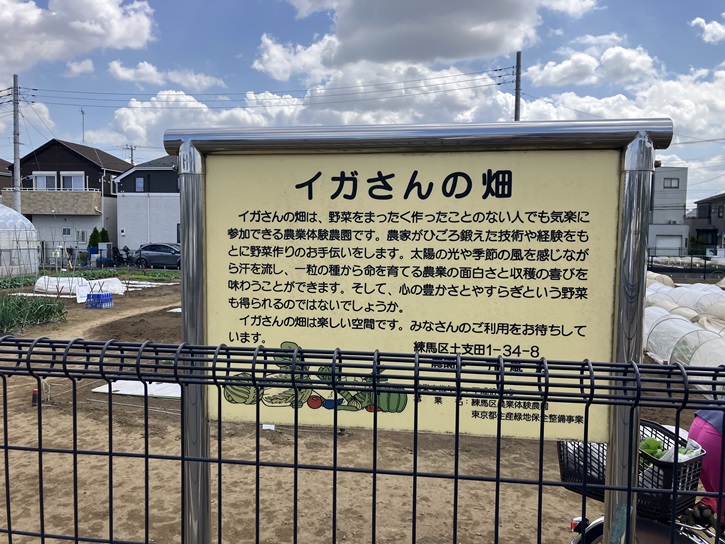 イガさんの畑
イガさんの畑は、野菜をまったく作ったことのない人でも気楽に
参加できる農業体験農園です。農家がひごろ鍛えた技術や経験をも
とに野菜作りのお手伝いをします。太陽の光や季節の風を感じなが
ら汗を流し、一粒の種から命を育てる農業の面白さと収穫の喜びを
味わうことができます。そして、心の豊かさとやすらぎという野菜
も得られるのではないでしょうか。
イガさんの畑は楽しい空間です。みなさんのご利用をお待ちして
います。
練馬区土支田1-34-8
事業名:練馬区農業体験農園
東京都生産緑地保全整備事業